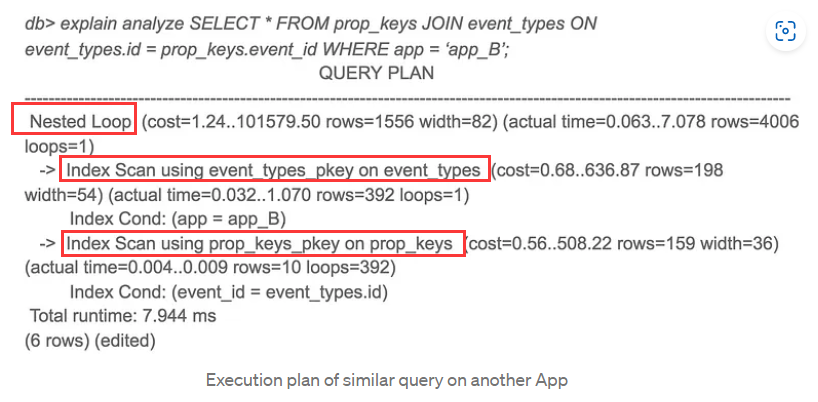 db> explain analyze SELECT * FROM prop_keys JOIN event_types ON
event_types.id = prop_keys.event_id WHERE app = ‘app_B’;
QUERY PLAN
--------------------------------------------------------------------------------------------------------------
Nested Loop (cost=1.24..101579.50 rows=1556 width=82) (actual time=0.063..7.078 rows=4006
loops=1)
-> Index Scan using event_types_pkey on event_types (cost=0.68..636.87 rows=198
width=54) (actual time=0.032..1.070 rows=392 loops=1)
Index Cond: (app = app_B)
-> Index Scan using prop_keys_pkey on prop_keys (cost=0.56..508.22 rows=159 width=36)
(actual time=0.004..0.009 rows=10 loops=392)
Index Cond: (event_id = event_types.id)
Total runtime: 7.944 ms
(6 rows) (edited)
Execution plan of similar query on another App